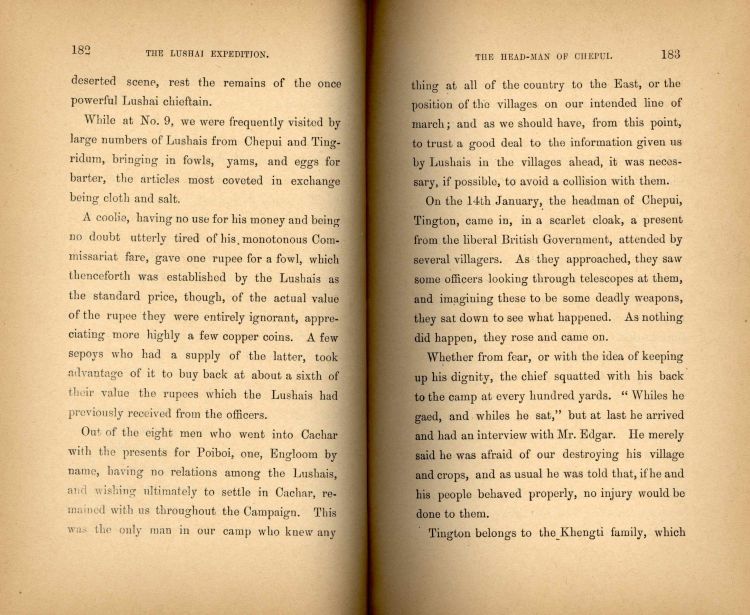 182
THE LUSHAI EXPEDITION.
deserted scene, rest the remains of the once
powerful Lushai chieftain.
While at No. 9, we were frequently visited by
large numbers of Lushais from Chepui and Ting-
ridum, bringing in fowls, yams, and eggs for
barter, the articles most coveted in exchange
being cloth and salt.
A coolie, having no use for his money and being
no doubt utterly tired of his monotonous Com-
missariat fare, gave one rupee for a fowl, which
thenceforth was established by the Lushais as
the standard price, though, of the actual value
of the rupee they were entirely ignorant, appre-
ciating more highly a few copper coins. A few
sepoys who had a supply of the latter, took
advantage of it to buy back at about a sixth of
their value the rupees which the Lushais had
previously received from the officers.
Out of the eight men who went into Cachar
with the presents for Poiboi, one, Engloom by
name, having no relations among the Lushais,
and wishing ultimately to settle in Cachar, re-
mained with us throughout the Campaign. This
was the only man in our camp who knew any
THE HEAD-MAN OF CHEPUI.
183
thing at all of the country to the East, or the
position of the villages on our intended line of
march; and as we should have, from this point,
to trust a good deal to the information given us
by Lushais in the villages ahead, it was neces-
sary, if possible, to avoid a collision with them.
On the 14th January, the headman of Chepui,
Tington, came in, in a scarlet cloak, a present
from the liberal British Government, attended by
several villagers. As they approached, they saw
some officers looking through telescopes at them,
and imagining these to be some deadly weapons,
they sat down to see what happened. As nothing
did happen, they rose and came on.
Whether from fear, or with the idea of keeping
up his dignity, the chief squatted with his back
to the camp at every hundred yards. "Whiles he
gaed, and whiles he sat," but at last he arrived
and had an interview with Mr. Edgar. He merely
said he was afraid of our destroying his village
and crops, and as usual he was told that, if he and
his people behaved properly, no injury would be
done to them.
Tington belongs to the Khengti family, which